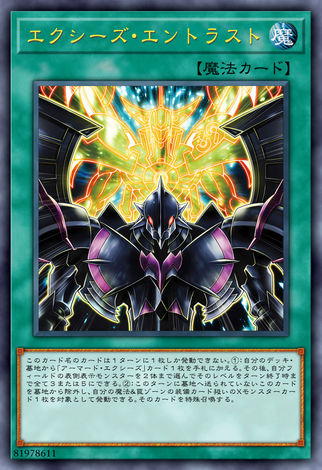 エクシーズ・エントラスト
魔
【魔法カード】
このカード名のカードは1ターンに1枚しか発動できない。①:自分のデッキ・
墓地から「アーマード・エクシーズ」カード1枚を手札に加える。その後、自分フ
ィールドの表側表示モンスターを2体まで選んでそのレベルをターン終了時ま
で全て3または5にできる。②:このターンに墓地へ送られていないこのカード
を墓地から除外し、自分の魔法&罠ゾーンの装備カード扱いのXモンスターカー
ド1枚を対象として発動できる。そのカードを特殊召喚する。
81978611